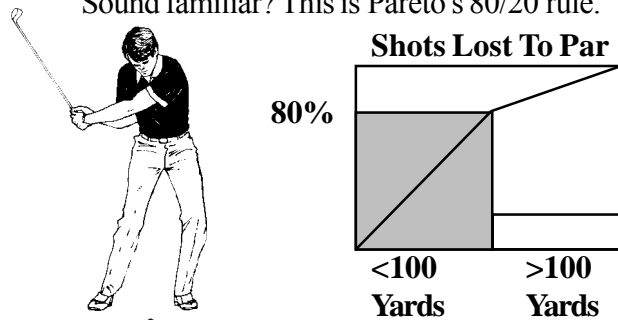 Sound familiar? This is Pareto's 80/20 rule.
Shots Lost To Par
80%
<100 >100
Yards Yards